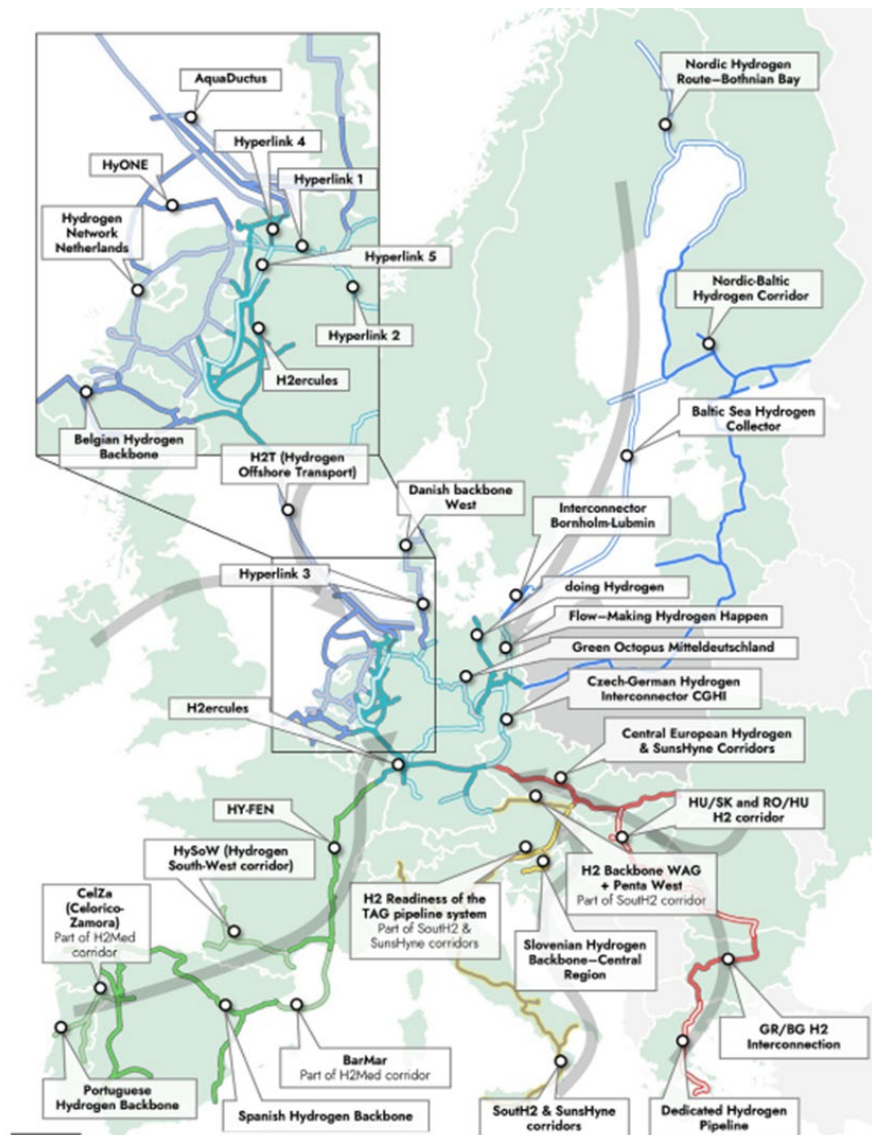 AquaDuctus
Hyperlink 4
HyONE
Hyperlink 1
Hydrogen
Network
Netherlands
Hyperlink 5
Hyperlink 2
H2ercules
Belgian Hydrogen
Backbone
Nordic Hydrogen
Route–Bothnian Bay
Nordic-Baltic
Hydrogen Corridor
Baltic Sea Hydrogen
Collector
H2T (Hydrogen
Offshore Transport)
Danish backbone
West
Interconnector
Bornholm-Lubmin
Hyperlink 3
doing Hydrogen
Flow—Making Hydrogen Happen
Green Octopus Mitteldeutschland
H2ercules
Czech-German Hydrogen
Interconnector CGHI
Central European Hydrogen
& SunsHyne Corridors
HY-FEN
HU/SK and RO/HU
H2 corridor
HySoW (Hydrogen
South-West corridor)
CelZa
(Celorico-
Zamora)
Part of H2Med
corridor
H2 Readiness of the
TAG pipeline system
Part of SoutH2 &
SunsHyne corridors
H2 Backbone WAG
+ Penta West
Part of SoutH2 corridor
Slovenian Hydrogen
Backbone—Central
Region
GR/BG H2
Interconnection
BarMar
Part of H2Med corridor
Portuguese
Hydrogen Backbone
Spanish Hydrogen Backbone
SoutH2 & SunsHyne
corridors
Dedicated Hydrogen
Pipeline